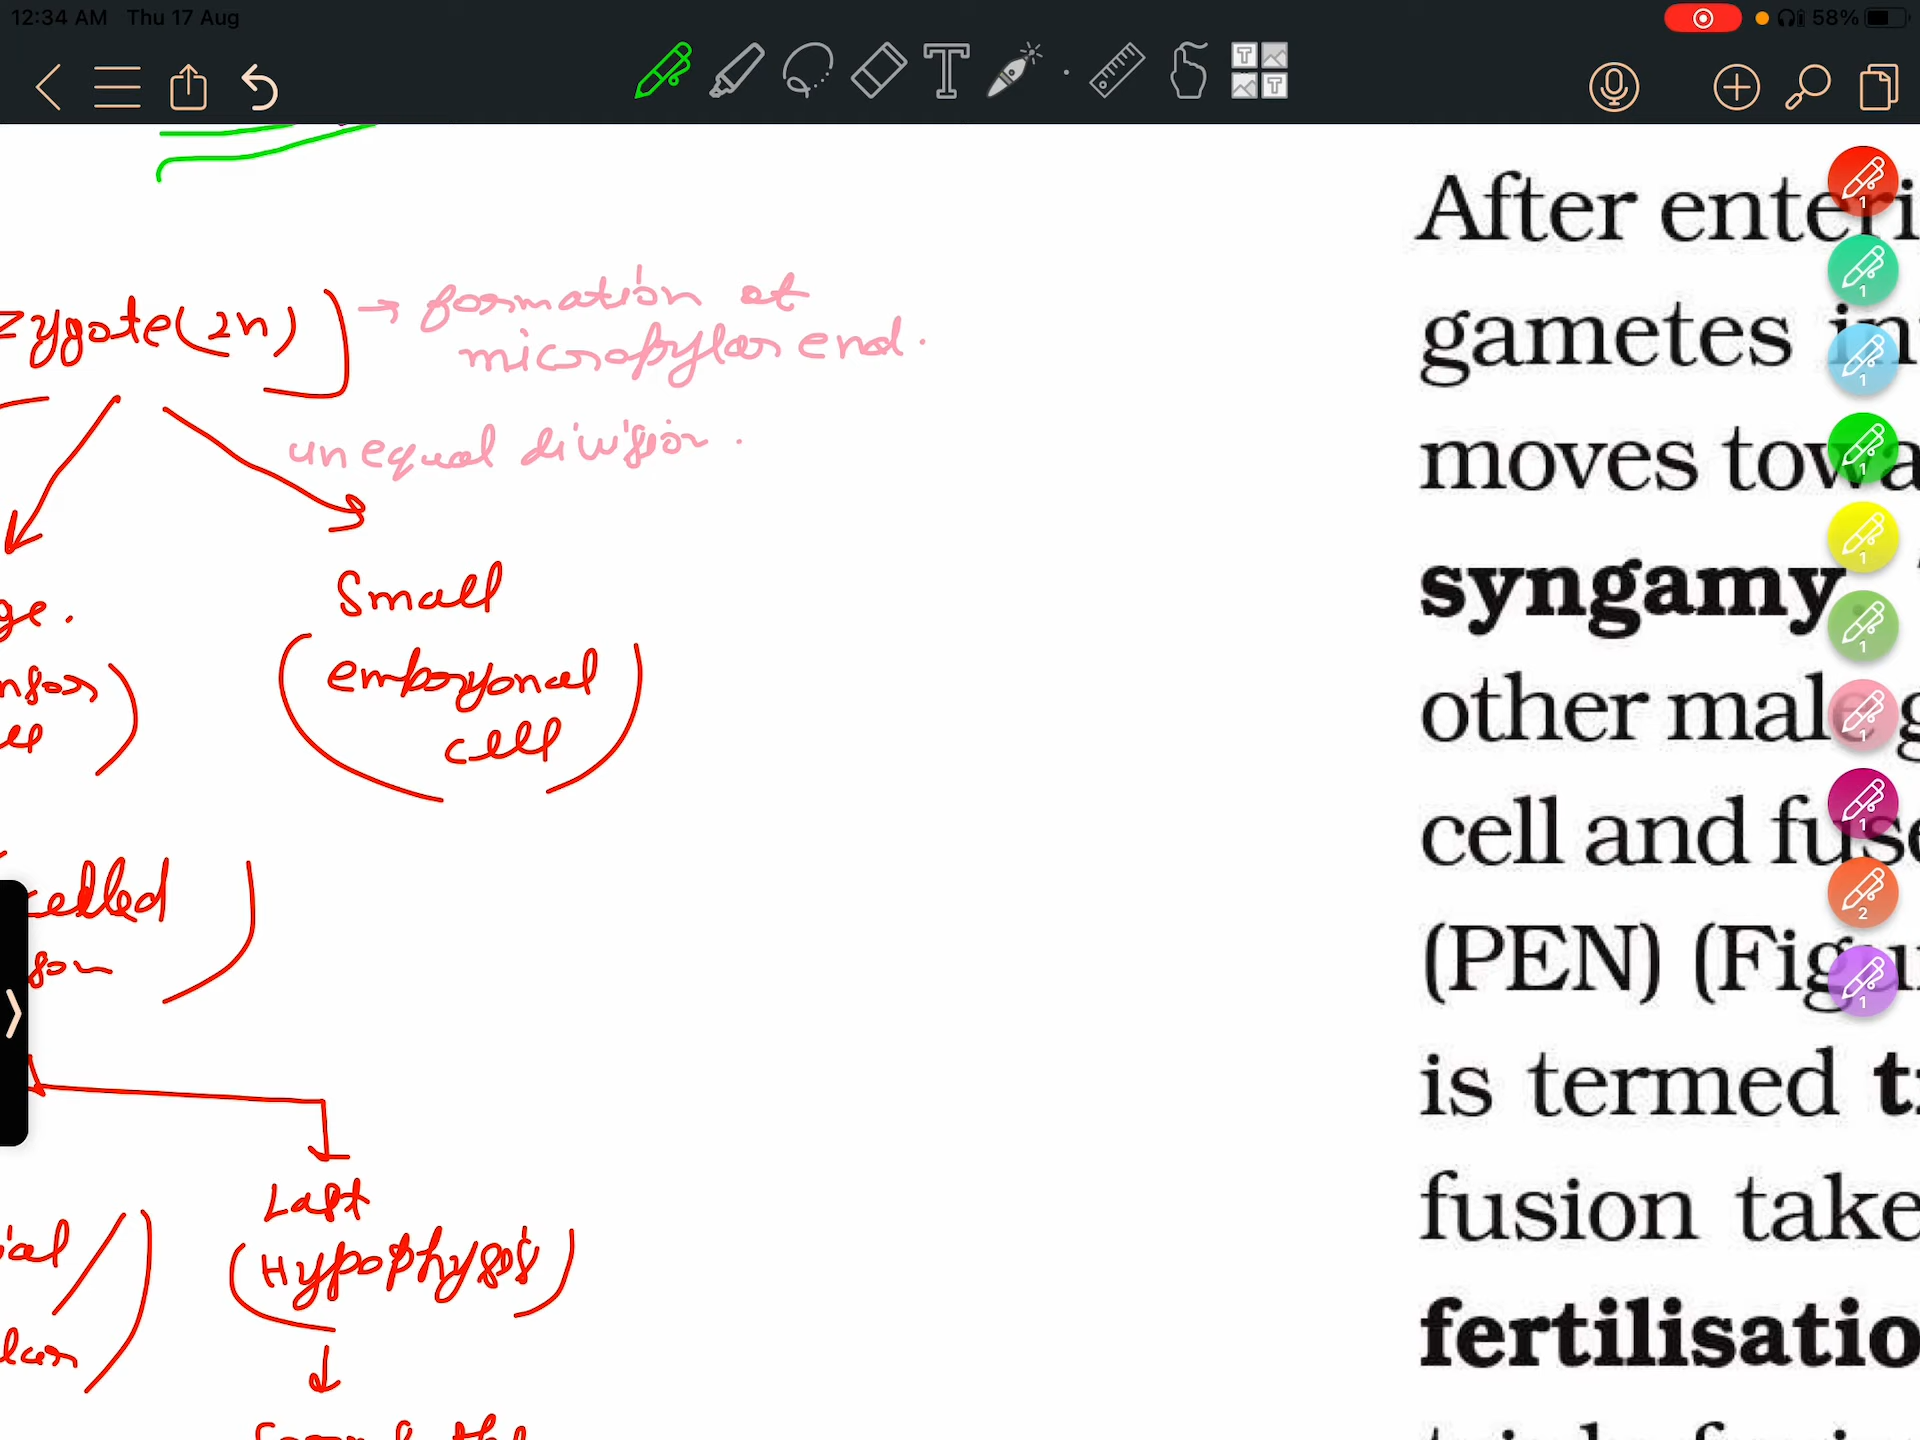 12:34 AM Thu 17 Aug
58%
Zygote(2n)
→ formation at
micropylar end.
unequal division.
ge.
Small
(embryonal
cell)
celled
Last
(Hypophysis)
After enteri
gametes in
moves towa
syngamy
other male g
cell and fuse
(PEN) (Figu
is termed t
fusion take
fertilisatio